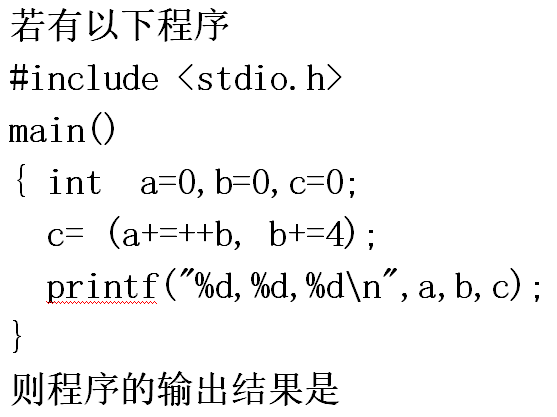 若有以下程序
#include <stdio.h>
main()
{ int  a=0,b=0,c=0;
c= (a+=++b, b+=4);
printf("%d,%d,%d\n",a,b,c);
}
则程序的输出结果是